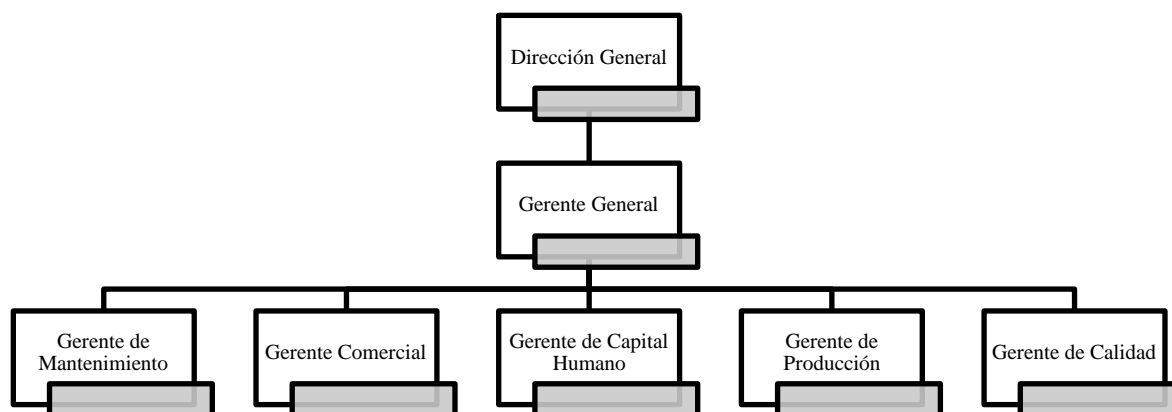 Dirección General
Gerente General
Gerente de
Mantenimiento
Gerente Comercial
Gerente de Capital
Humano
Gerente de
Producción
Gerente de Calidad